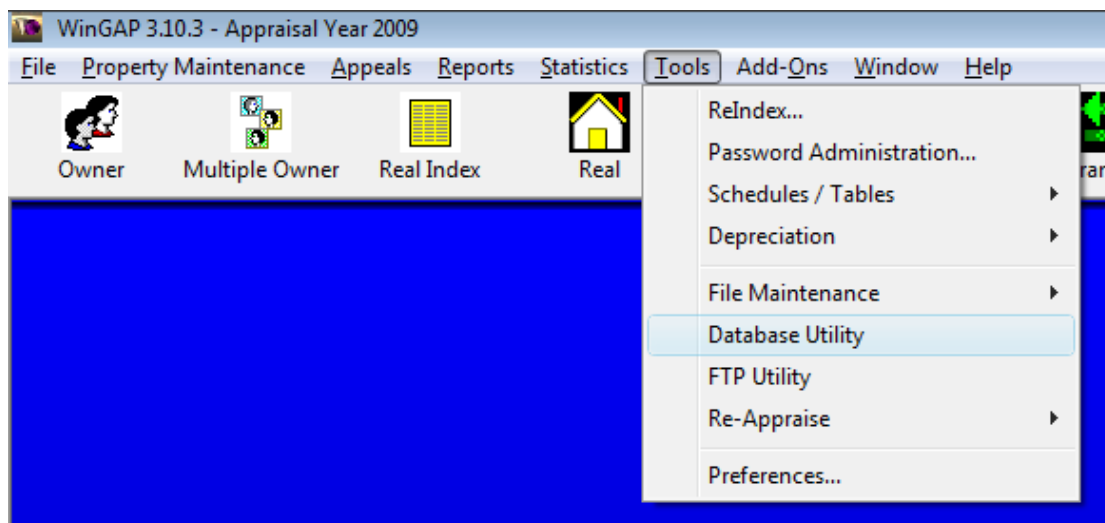 WinGAP 3.10.3 - Appraisal Year 2009
File Property Maintenance Appeals Reports Statistics Tools Add-Ons Window Help
Owner Multiple Owner Real Index Real
ReIndex...
Password Administration...
Schedules / Tables
Depreciation
File Maintenance
Database Utility
FTP Utility
Re-Appraise
Preferences...